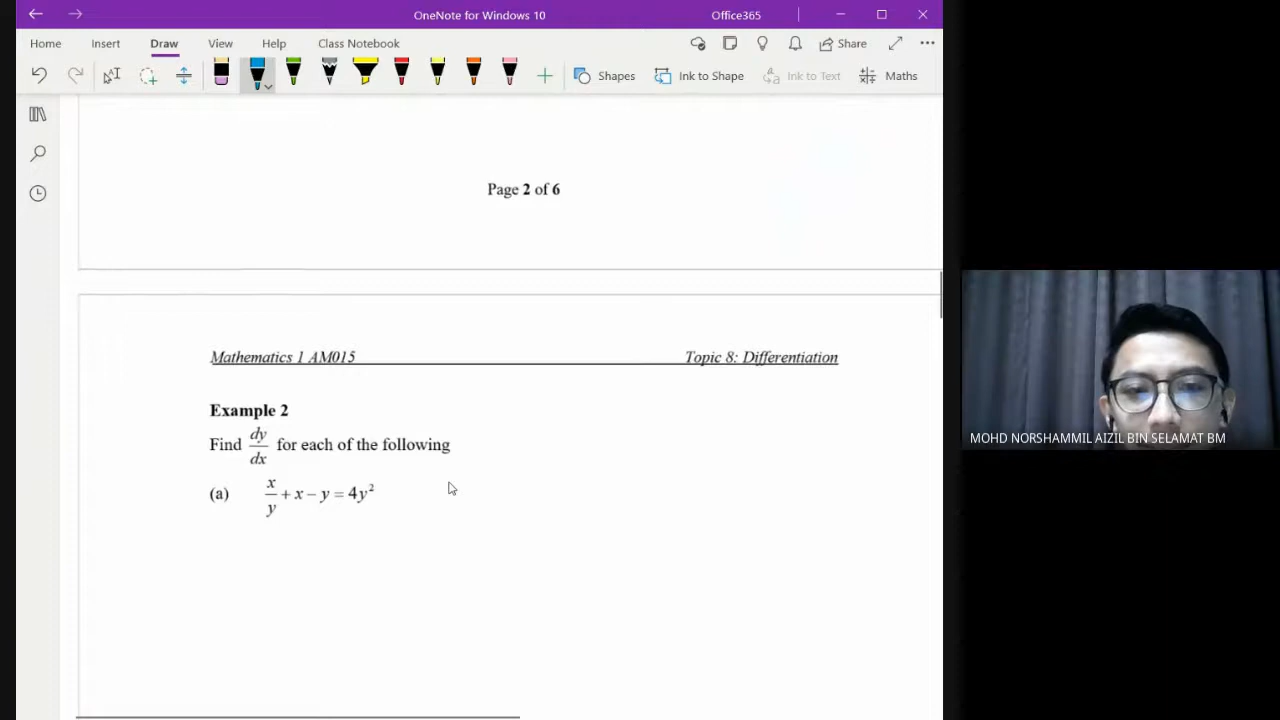 OneNote for Windows 10
Office365
Home Insert Draw View Help Class Notebook
Share
Shapes Ink to Shape Ink to Text Maths
Page 2 of 6
Mathematics 1 AM015 Topic 8: Differentiation
Example 2
Find dy/dx for each of the following
(a) x/y + x − y = 4y²
MOHD NORSHAMMIL AIZIL BIN SELAMAT BM